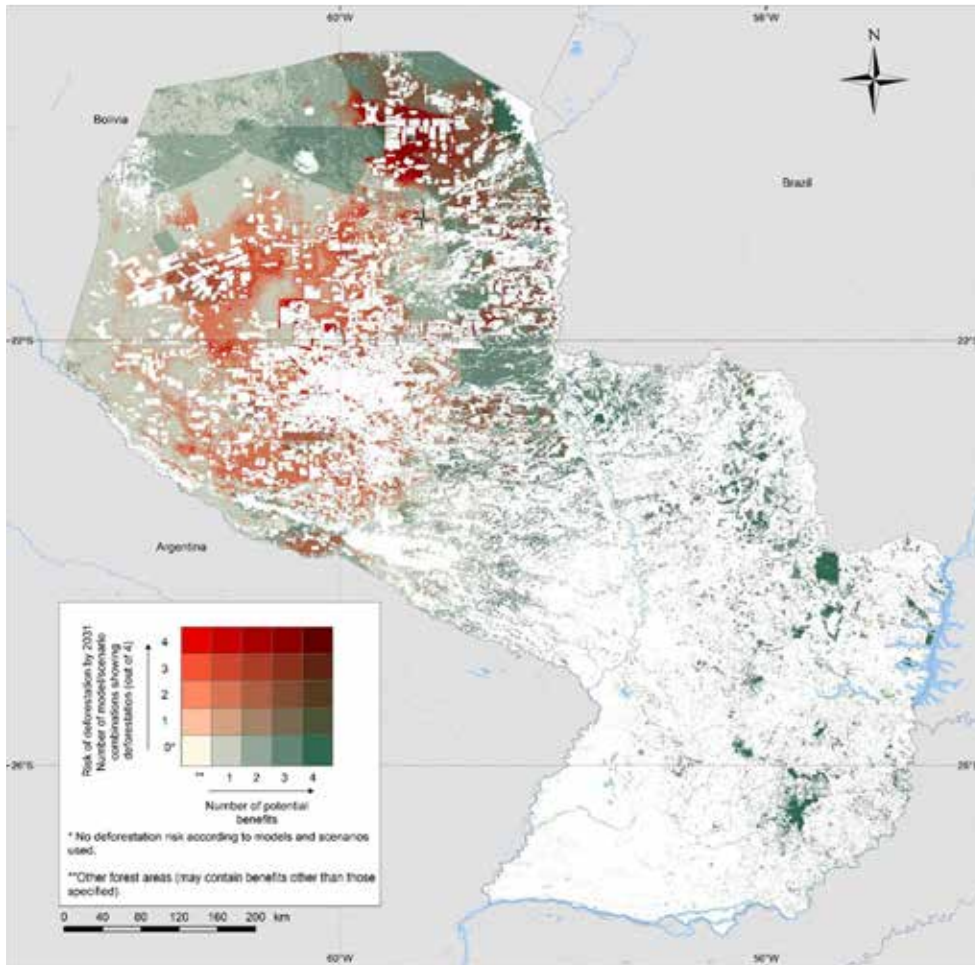 60°W
56°W
N
Bolivia
Brazil
22°S
22°S
Argentina
Risk of deforestation by 2031
Number of model/scenario
combinations showing
deforestation (out of 4)
4
3
2
1
0*
** 1 2 3 4
Number of potential
benefits
* No deforestation risk according to models and scenarios
used.
**Other forest areas (may contain benefits other than those
specified).
0 40 80 120 160 200 km
26°S
26°S
60°W
56°W